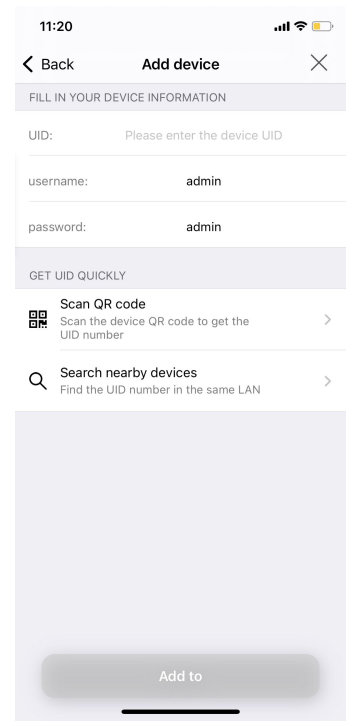 11:20
Back
Add device
FILL IN YOUR DEVICE INFORMATION
UID: Please enter the device UID
username: admin
password: admin
GET UID QUICKLY
Scan QR code
Scan the device QR code to get the
UID number
Search nearby devices
Find the UID number in the same LAN
Add to